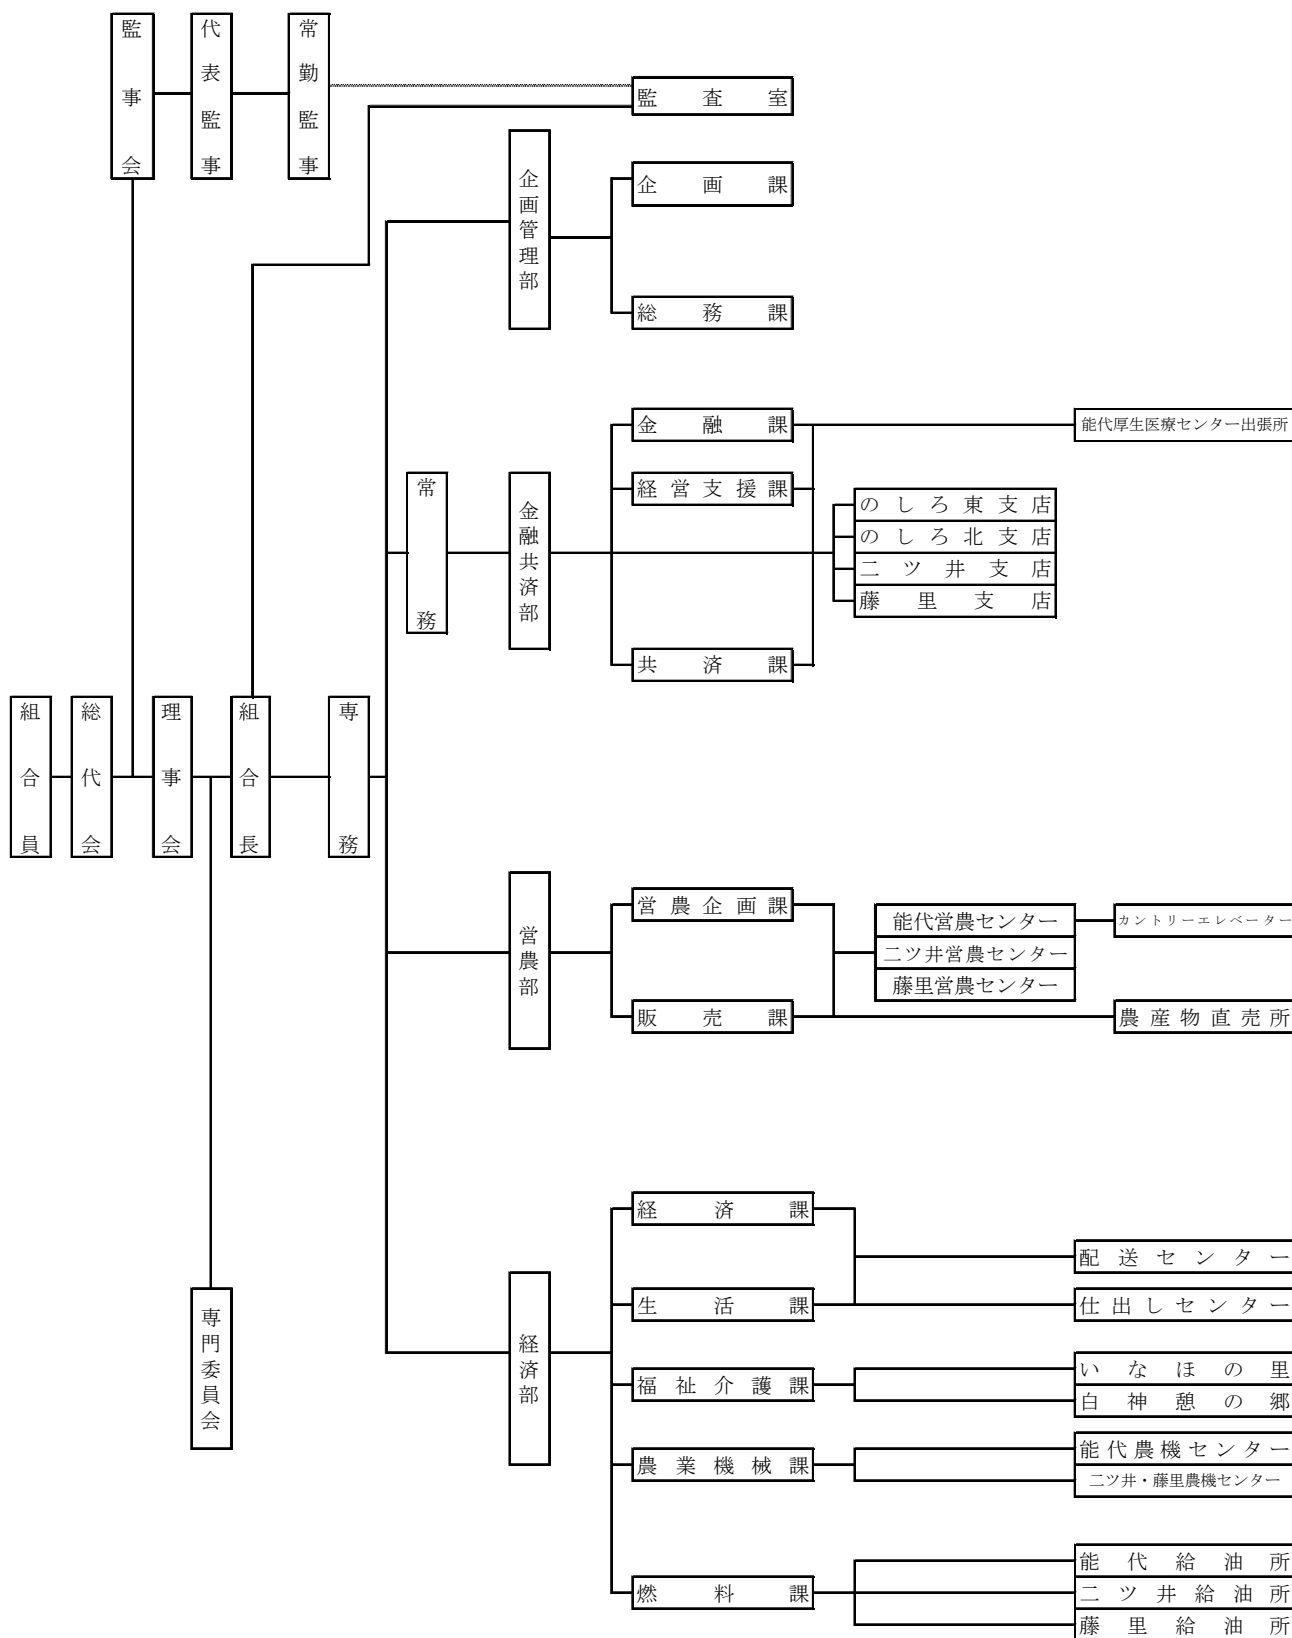 監事会
代表監事
常勤監事
監査室
企画管理部
企画課
総務課
金融課
能代厚生医療センター出張所
常務
金融共済部
経営支援課
のしろ東支店
のしろ北支店
二ツ井支店
藤里支店
共済課
組合員
総代会
理事会
組合長
専務
営農部
営農企画課
能代営農センター
カントリーエレベーター
二ツ井営農センター
藤里営農センター
販売課
農産物直売所
経済課
配送センター
専門委員会
経済部
生活課
仕出しセンター
福祉介護課
いなほの里
白神憩の郷
農業機械課
能代農機センター
二ツ井・藤里農機センター
燃料課
能代給油所
二ツ井給油所
藤里給油所